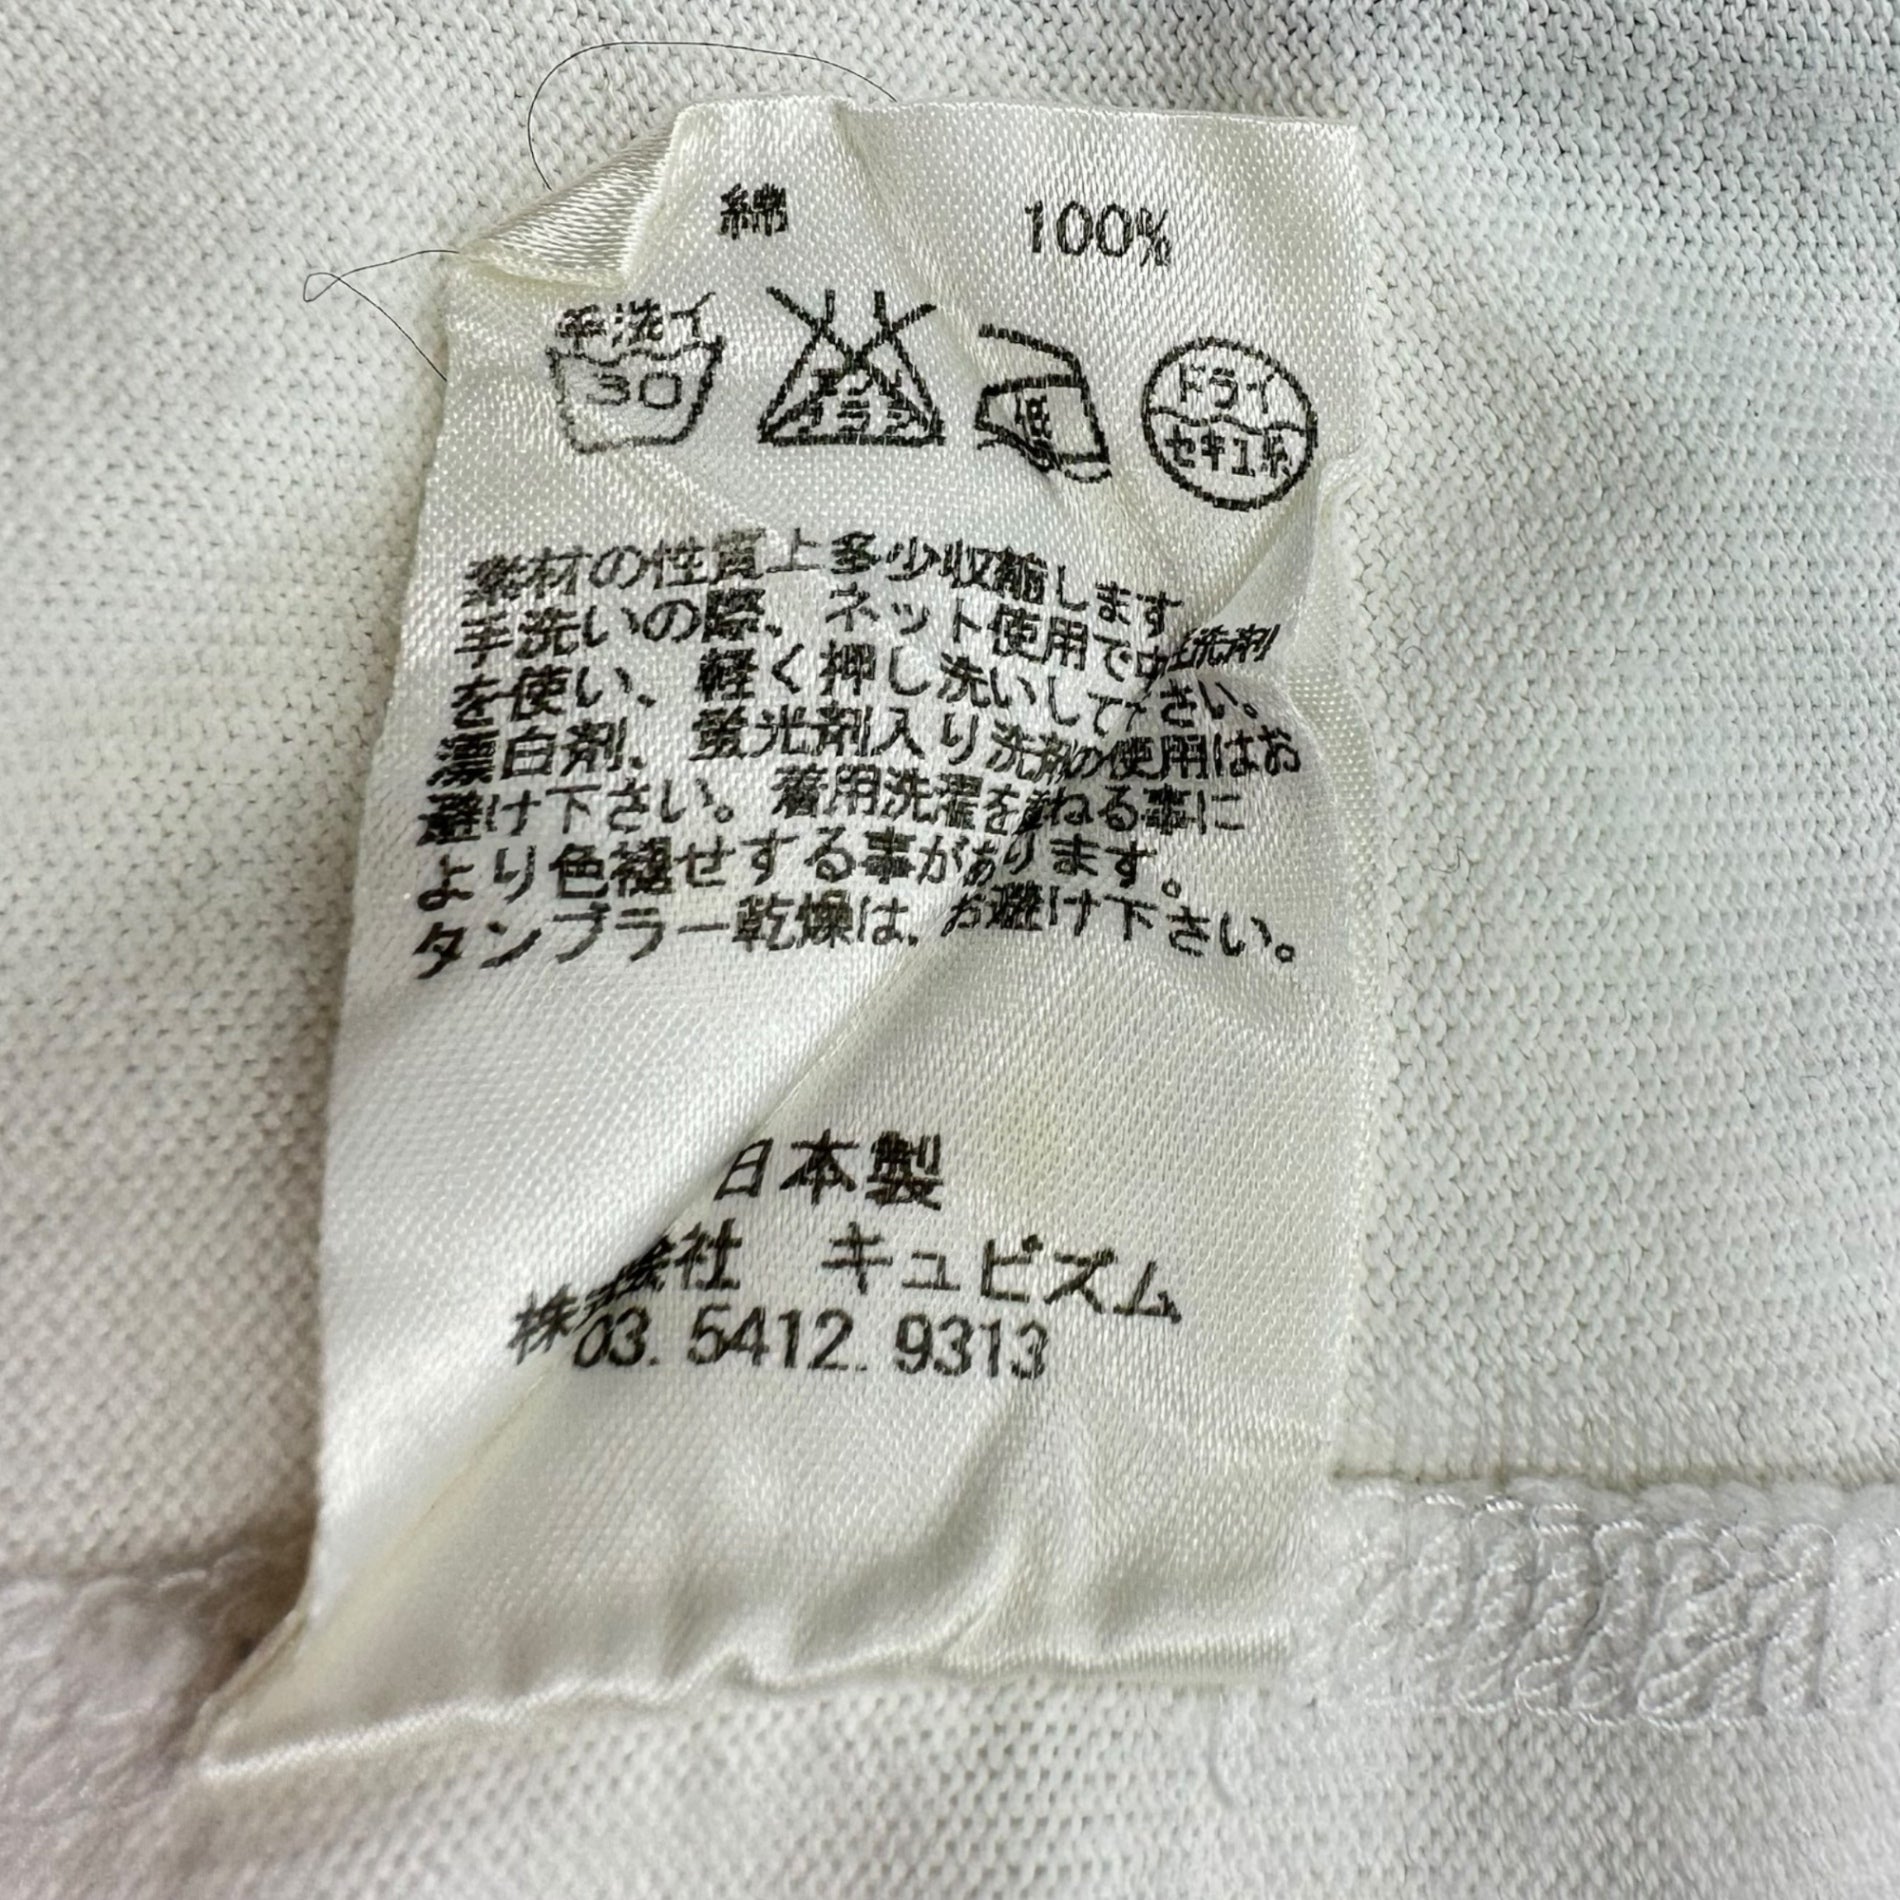 綿 100%
手洗イ
30
エンソ
サラシ
低
ドライ
セキユ系
素材の性質上多少収縮します
手洗いの際、ネット使用で中性洗剤
を使い、軽く押し洗いして下さい。
漂白剤、蛍光剤入り洗剤の使用はお
避け下さい。着用洗濯を重ねる事に
より色褪せする事があります。
タンブラー乾燥は、お避け下さい。
日本製
株式会社 キュビズム
03. 5412. 9313